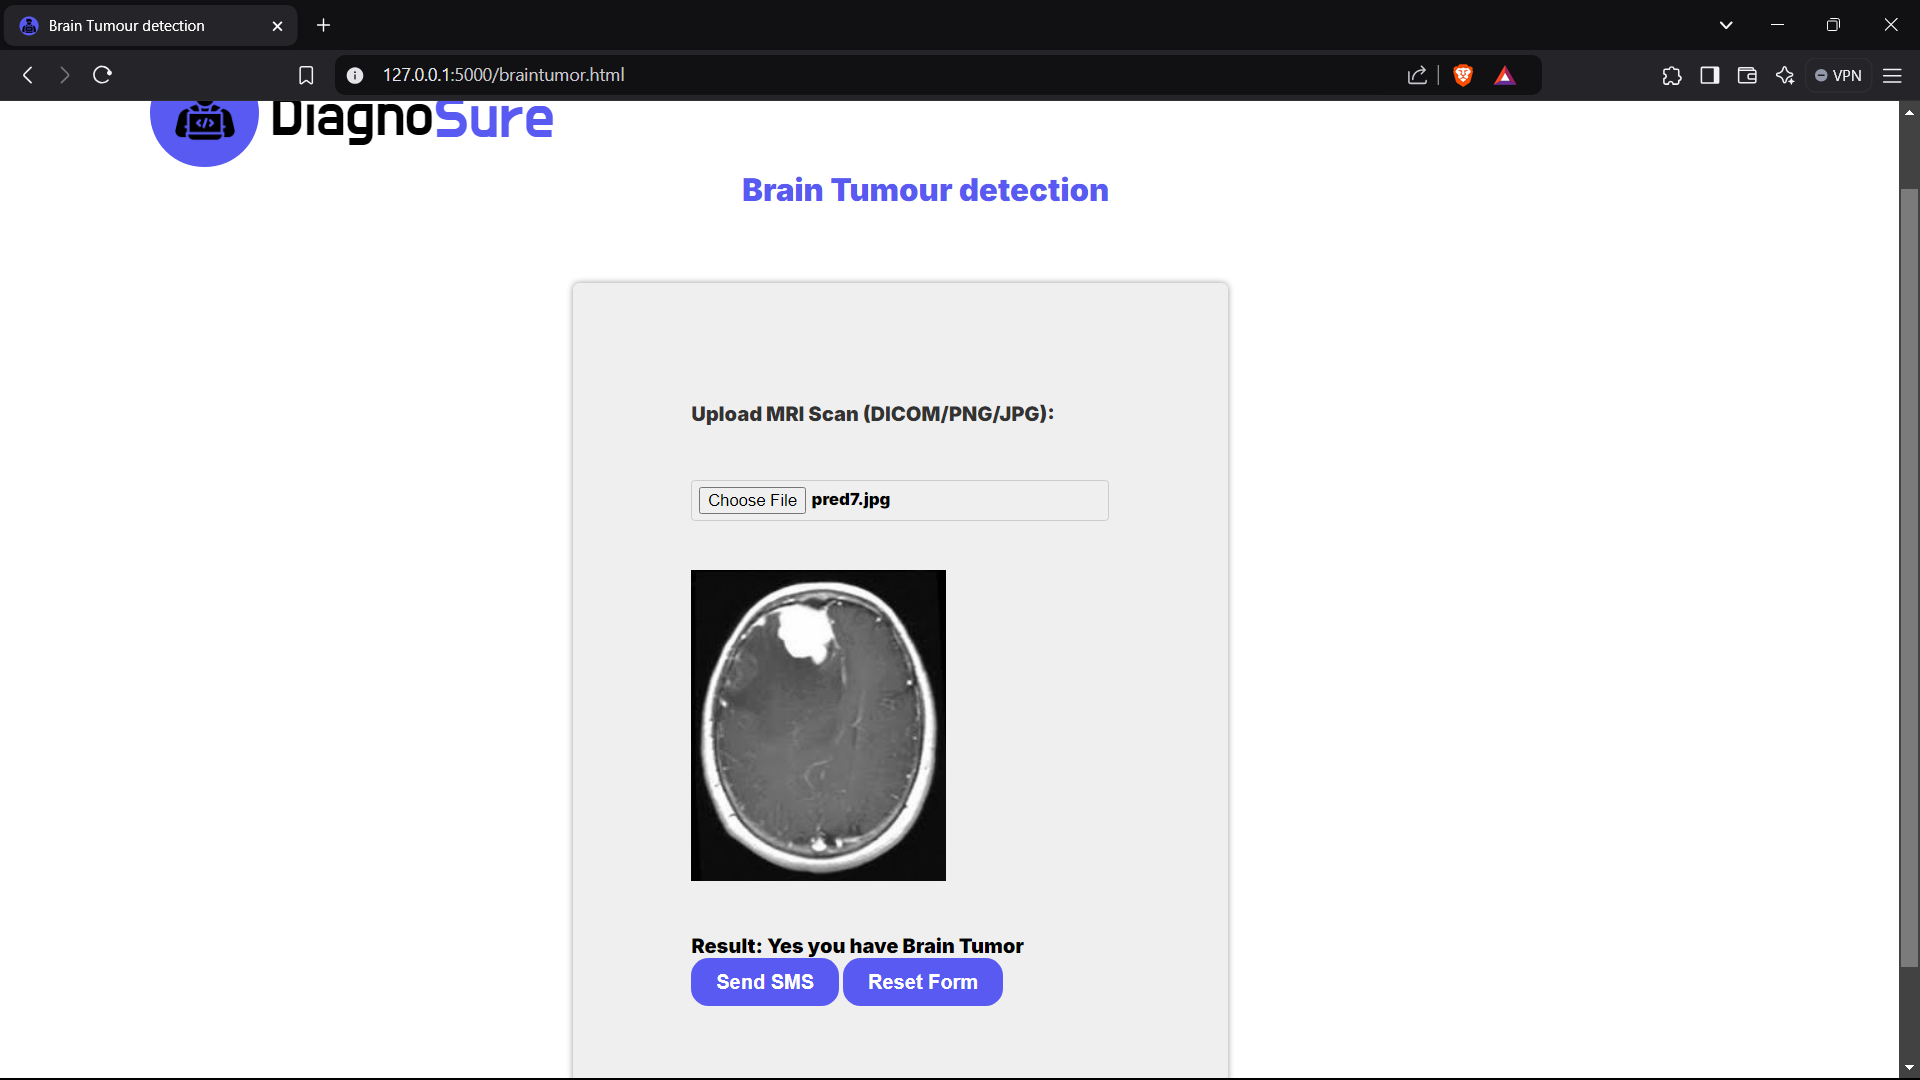 Brain Tumour detection
127.0.0.1:5000/braintumor.html
VPN
DiagnoSure
Brain Tumour detection
Upload MRI Scan (DICOM/PNG/JPG):
Choose File pred7.jpg
Result: Yes you have Brain Tumor
Send SMS Reset Form